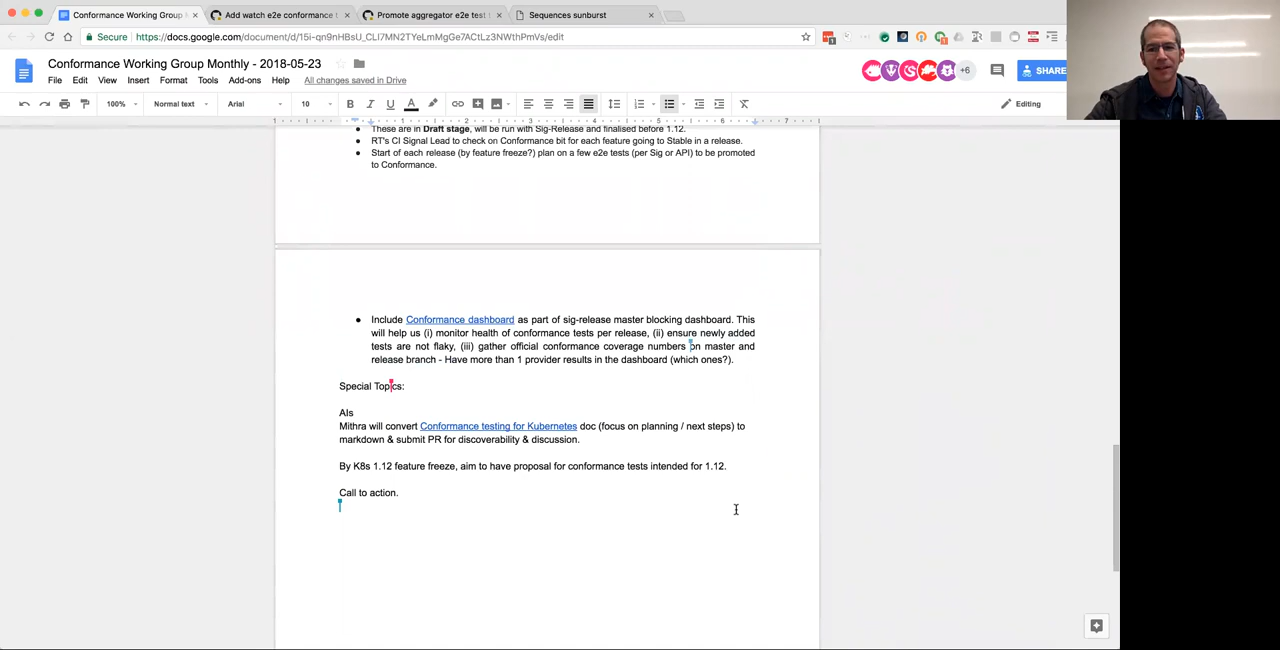 Conformance Working Group M
Add watch e2e conformance t
Promote aggregator e2e test
Sequences sunburst
Secure
https://docs.google.com/document/d/15i-qn9nHBsU_CLI7MN2TYeLmMgGe7ACtLz3NWthPmVs/edit
Conformance Working Group Monthly - 2018-05-23
File Edit View Insert Format Tools Add-ons Help All changes saved in Drive
+6
SHARE
100% Normal text Arial 10 B I U A Editing
1 1 2 3 4 5 6 7
These are in Draft stage, will be run with Sig-Release and finalised before 1.12.
RT's CI Signal Lead to check on Conformance bit for each feature going to Stable in a release.
Start of each release (by feature freeze?) plan on a few e2e tests (per Sig or API) to be promoted
to Conformance.
Include Conformance dashboard as part of sig-release master blocking dashboard. This
will help us (i) monitor health of conformance tests per release, (ii) ensure newly added
tests are not flaky, (iii) gather official conformance coverage numbers on master and
release branch - Have more than 1 provider results in the dashboard (which ones?).
Special Topics:
AIs
Mithra will convert Conformance testing for Kubernetes doc (focus on planning / next steps) to
markdown & submit PR for discoverability & discussion.
By K8s 1.12 feature freeze, aim to have proposal for conformance tests intended for 1.12.
Call to action.